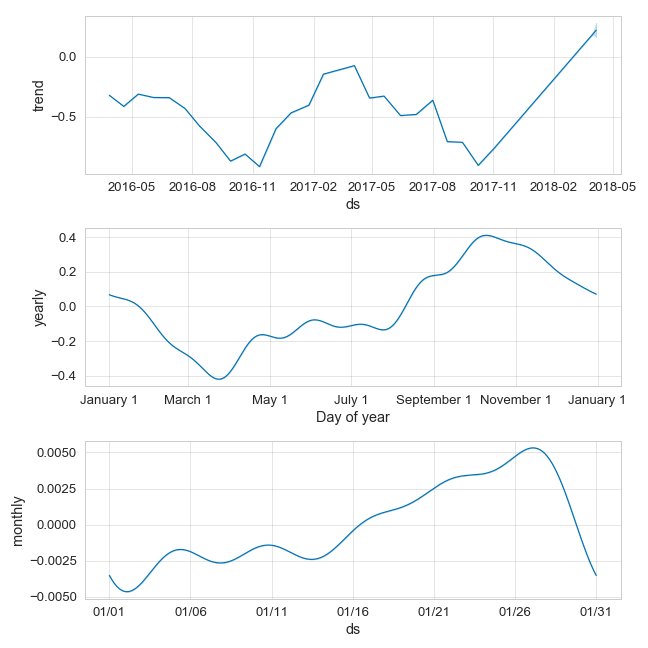 trend
0.0
−0.5
2016-05 2016-08 2016-11 2017-02 2017-05 2017-08 2017-11 2018-02 2018-05
ds
yearly
0.4
0.2
0.0
−0.2
−0.4
January 1 March 1 May 1 July 1 September 1 November 1 January 1
Day of year
monthly
0.0050
0.0025
0.0000
−0.0025
−0.0050
01/01 01/06 01/11 01/16 01/21 01/26 01/31
ds